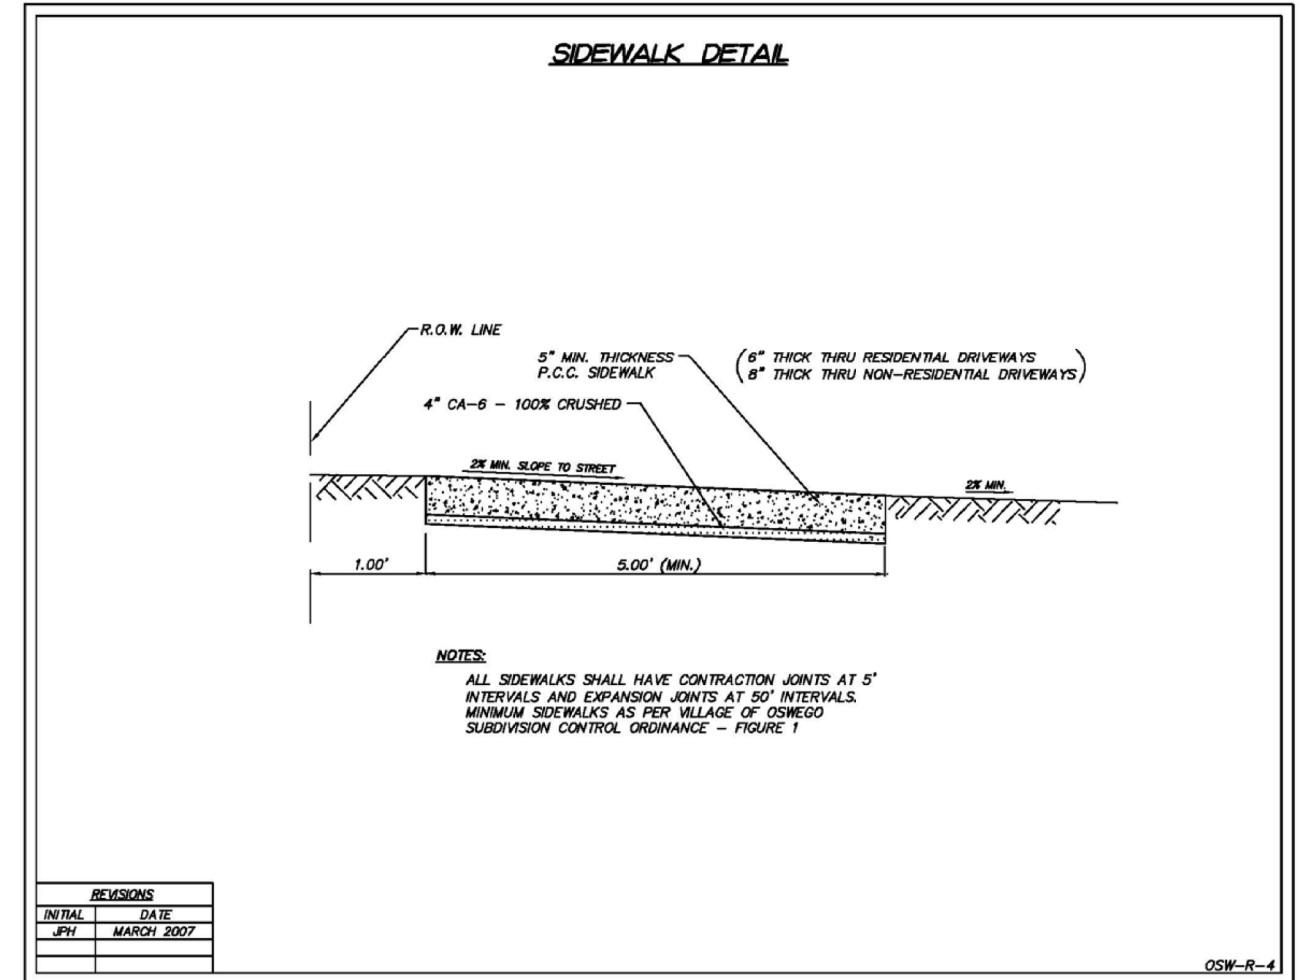 SIDEWALK DETAIL
R.O.W. LINE
5" MIN. THICKNESS
P.C.C. SIDEWALK
(6" THICK THRU RESIDENTIAL DRIVEWAYS
8" THICK THRU NON-RESIDENTIAL DRIVEWAYS)
4" CA-6 - 100% CRUSHED
2% MIN. SLOPE TO STREET
2% MIN.
1.00'
5.00' (MIN.)
NOTES:
ALL SIDEWALKS SHALL HAVE CONTRACTION JOINTS AT 5'
INTERVALS AND EXPANSION JOINTS AT 50' INTERVALS.
MINIMUM SIDEWALKS AS PER VILLAGE OF OSWEGO
SUBDIVISION CONTROL ORDINANCE - FIGURE 1
REVISIONS
INITIAL DATE
JPH MARCH 2007
OSW-R-4